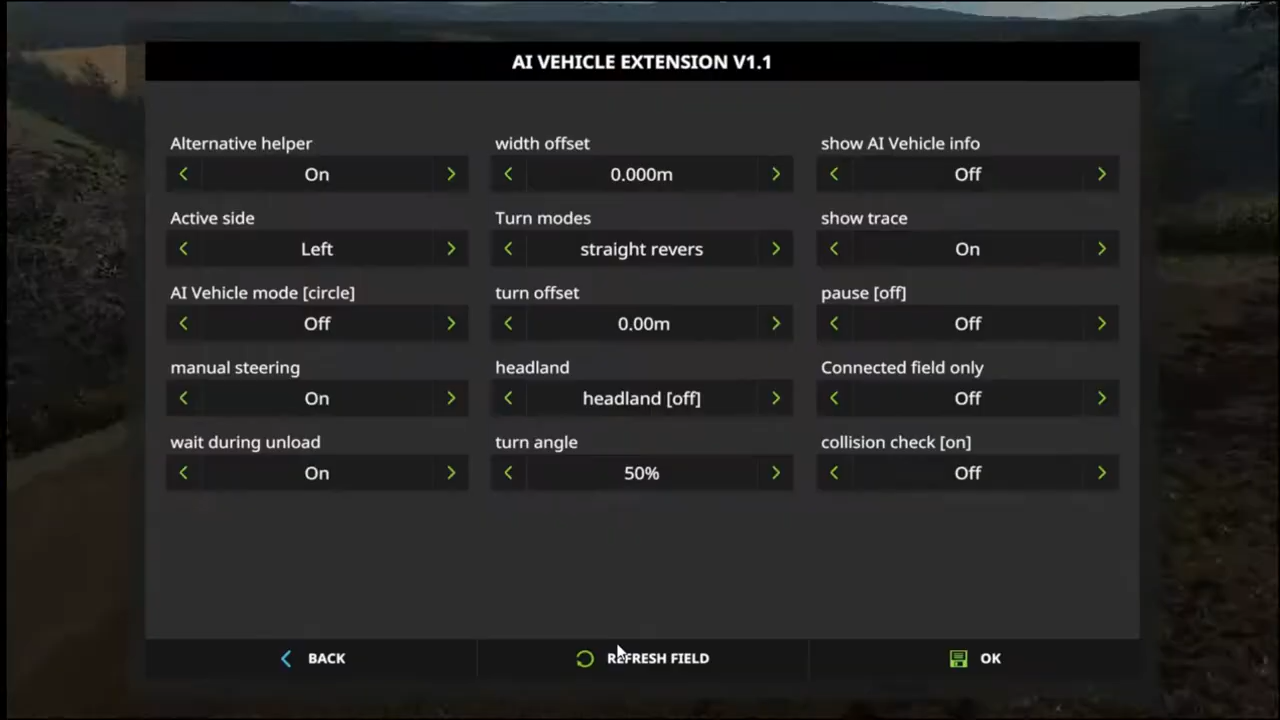 AI VEHICLE EXTENSION V1.1
Alternative helper
On
Active side
Left
AI Vehicle mode [circle]
Off
manual steering
On
wait during unload
On
width offset
0.000m
Turn modes
straight revers
turn offset
0.00m
headland
headland [off]
turn angle
50%
show AI Vehicle info
Off
show trace
On
pause [off]
Off
Connected field only
Off
collision check [on]
Off
BACK
REFRESH FIELD
OK